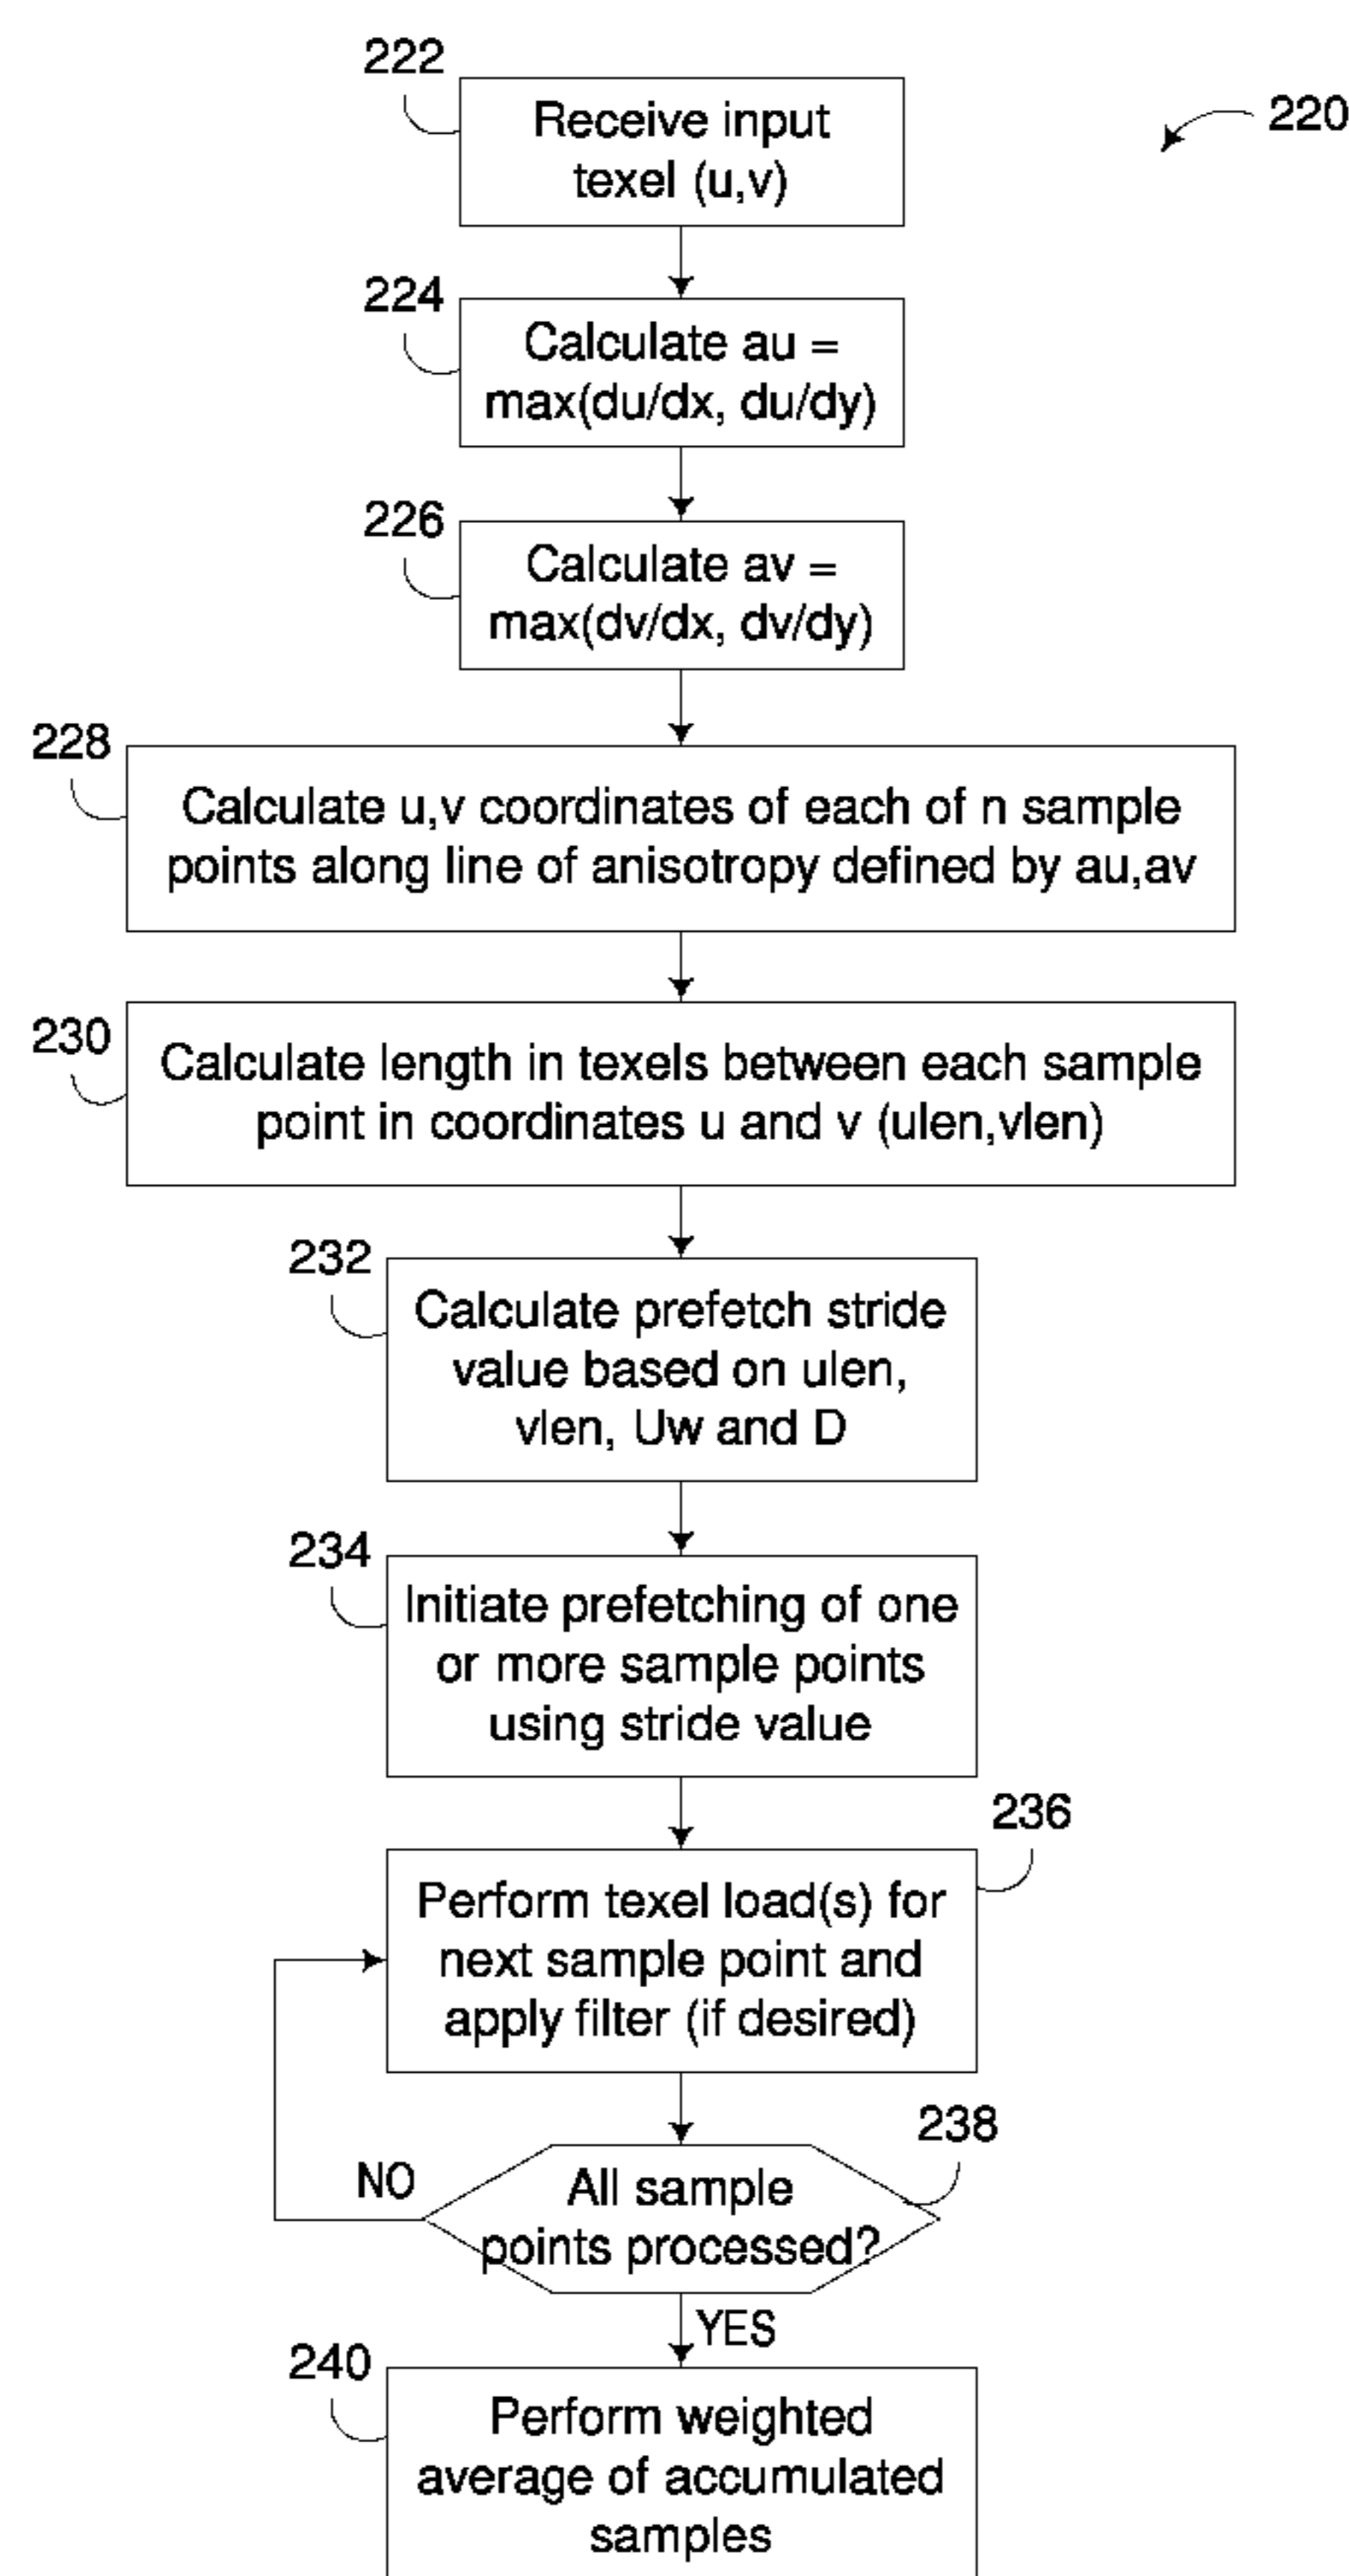 222
Receive input
texel (u,v)
220
224
Calculate au =
max(du/dx, du/dy)
226
Calculate av =
max(dv/dx, dv/dy)
228
Calculate u,v coordinates of each of n sample
points along line of anisotropy defined by au,av
230
Calculate length in texels between each sample
point in coordinates u and v (ulen,vlen)
232
Calculate prefetch stride
value based on ulen,
vlen, Uw and D
234
Initiate prefetching of one
or more sample points
using stride value
236
Perform texel load(s) for
next sample point and
apply filter (if desired)
238
NO
All sample
points processed?
YES
240
Perform weighted
average of accumulated
samples